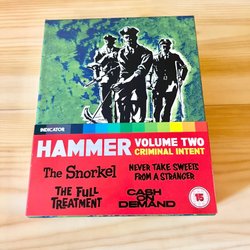 INDICATOR
HAMMER VOLUME TWO
CRIMINAL INTENT
The Snorkel
NEVER TAKE SWEETS
FROM A STRANGER
THE FULL
TREATMENT
CASH
ON
DEMAND
15